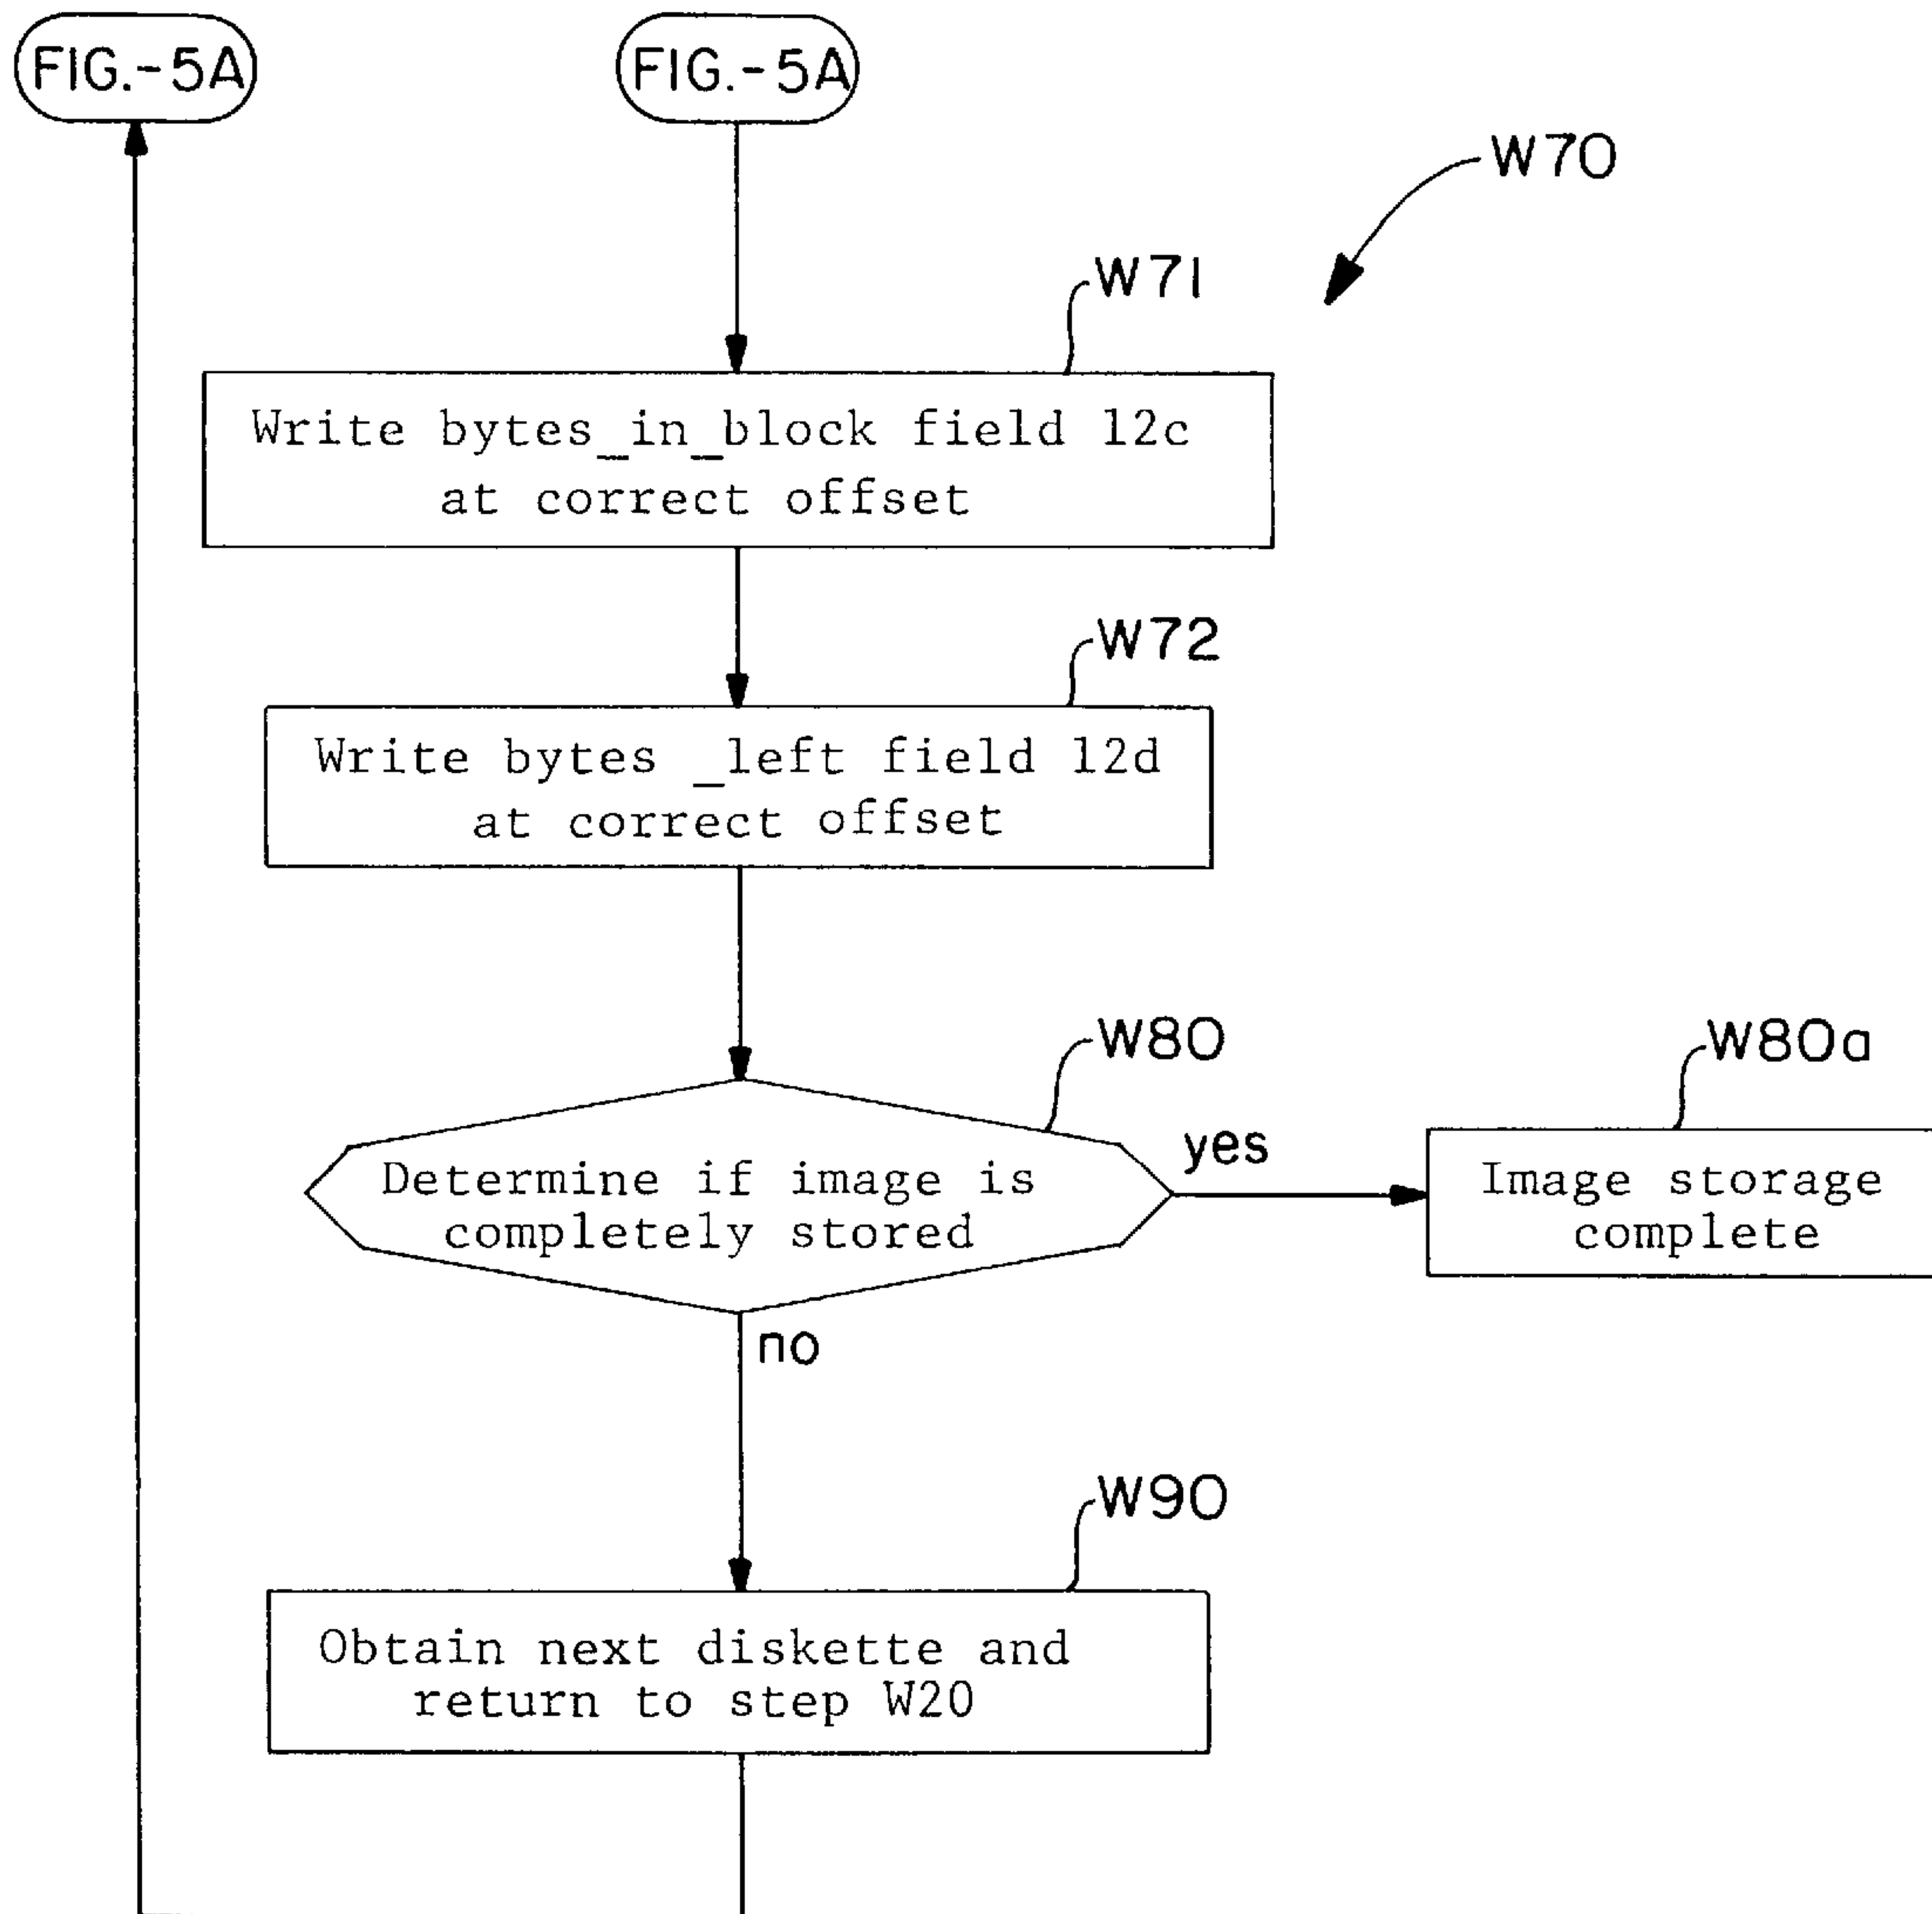 FIG.-5A
FIG.-5A
W70
W71
Write bytes_in_block field 12c
at correct offset
W72
Write bytes _left field 12d
at correct offset
W80
W80a
Determine if image is
completely stored
yes
Image storage
complete
no
W90
Obtain next diskette and
return to step W20